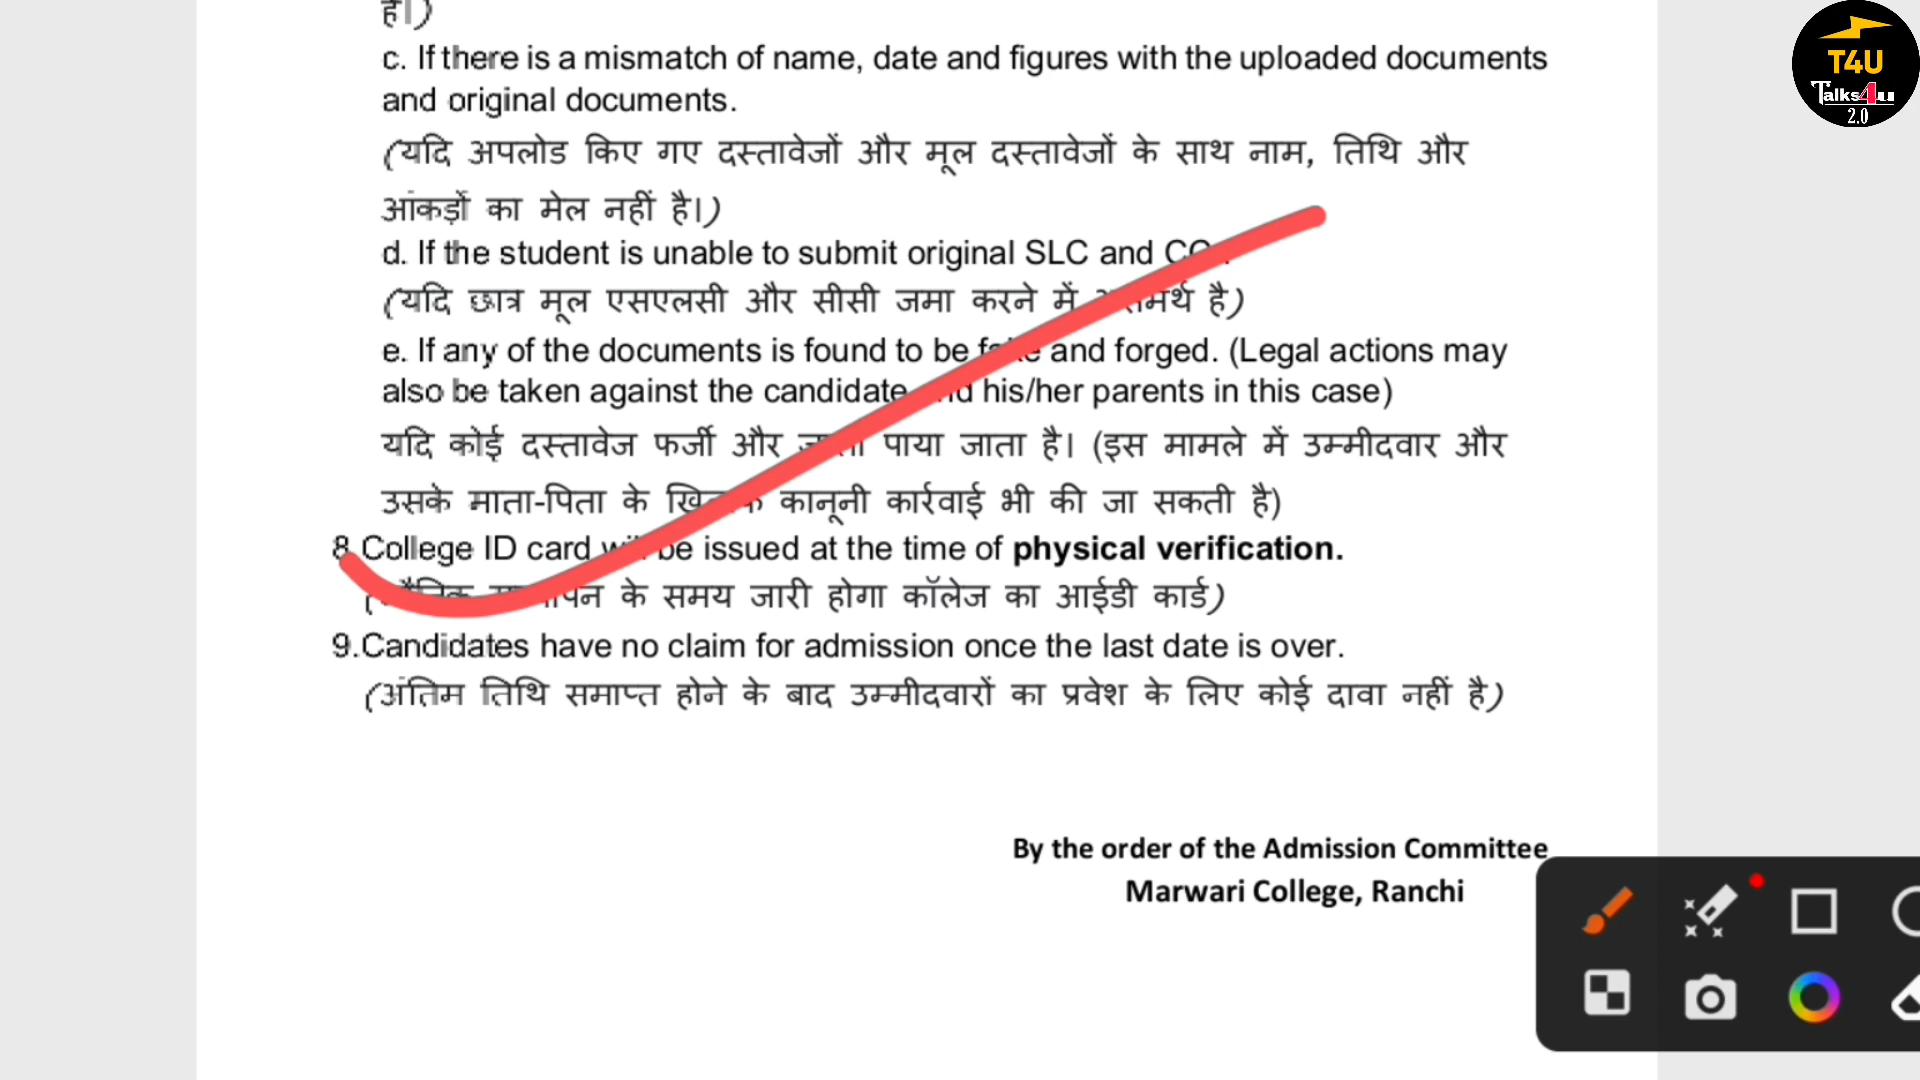 है।)
c. If there is a mismatch of name, date and figures with the uploaded documents
and original documents.
(यदि अपलोड किए गए दस्तावेजों और मूल दस्तावेजों के साथ नाम, तिथि और
आंकड़ों का मेल नहीं है।)
d. If the student is unable to submit original SLC and
(यदि छात्र मूल एसएलसी और सीसी जमा करने में है)
e. If any of the documents is found to be fake and forged. (Legal actions may
also be taken against the candidate and his/her parents in this case)
यदि कोई दस्तावेज फर्जी और पाया जाता है। (इस मामले में उम्मीदवार और
उसके माता-पिता के खिलाफ कानूनी कार्रवाई भी की जा सकती है)
8.College ID card will be issued at the time of physical verification.
के समय जारी होगा कॉलेज का आईडी कार्ड)
9.Candidates have no claim for admission once the last date is over.
(अंतिम तिथि समाप्त होने के बाद उम्मीदवारों का प्रवेश के लिए कोई दावा नहीं है)
By the order of the Admission Committee
Marwari College, Ranchi
T4U
Talks4u
2.0